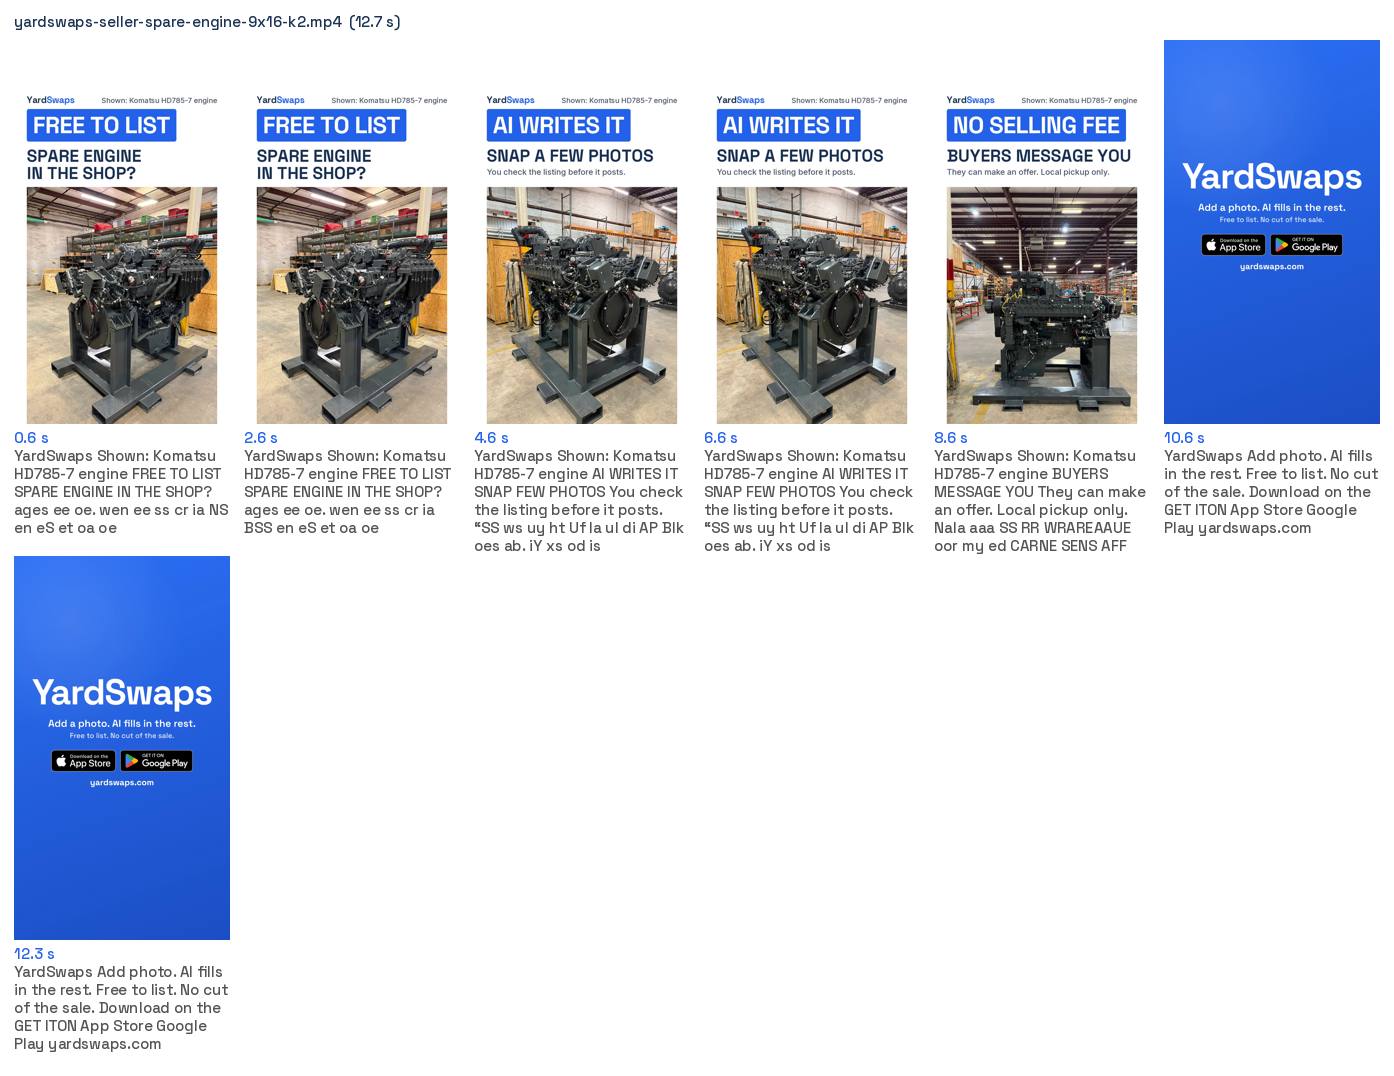 yardswaps-seller-spare-engine-9x16-k2.mp4 (12.7 s)
YardSwaps Shown: Komatsu HD785-7 engine
FREE TO LIST
SPARE ENGINE
IN THE SHOP?
0.6 s
YardSwaps Shown: Komatsu
HD785-7 engine FREE TO LIST
SPARE ENGINE IN THE SHOP?
ages ee oe. wen ee ss cr ia NS
en eS et oa oe
YardSwaps Shown: Komatsu HD785-7 engine
FREE TO LIST
SPARE ENGINE
IN THE SHOP?
2.6 s
YardSwaps Shown: Komatsu
HD785-7 engine FREE TO LIST
SPARE ENGINE IN THE SHOP?
ages ee oe. wen ee ss cr ia
BSS en eS et oa oe
YardSwaps Shown: Komatsu HD785-7 engine
AI WRITES IT
SNAP A FEW PHOTOS
You check the listing before it posts.
4.6 s
YardSwaps Shown: Komatsu
HD785-7 engine AI WRITES IT
SNAP FEW PHOTOS You check
the listing before it posts.
“SS ws uy ht Uf la ul di AP Blk
oes ab. iY xs od is
YardSwaps Shown: Komatsu HD785-7 engine
AI WRITES IT
SNAP A FEW PHOTOS
You check the listing before it posts.
6.6 s
YardSwaps Shown: Komatsu
HD785-7 engine AI WRITES IT
SNAP FEW PHOTOS You check
the listing before it posts.
“SS ws uy ht Uf la ul di AP Blk
oes ab. iY xs od is
YardSwaps Shown: Komatsu HD785-7 engine
NO SELLING FEE
BUYERS MESSAGE YOU
They can make an offer. Local pickup only.
8.6 s
YardSwaps Shown: Komatsu
HD785-7 engine BUYERS
MESSAGE YOU They can make
an offer. Local pickup only.
Nala aaa SS RR WRAREAAUE
oor my ed CARNE SENS AFF
YardSwaps
Add a photo. AI fills in the rest.
Free to list. No cut of the sale.
Download on the App Store GET IT ON Google Play
yardswaps.com
10.6 s
YardSwaps Add photo. AI fills
in the rest. Free to list. No cut
of the sale. Download on the
GET ITON App Store Google
Play yardswaps.com
YardSwaps
Add a photo. AI fills in the rest.
Free to list. No cut of the sale.
Download on the App Store GET IT ON Google Play
yardswaps.com
12.3 s
YardSwaps Add photo. AI fills
in the rest. Free to list. No cut
of the sale. Download on the
GET ITON App Store Google
Play yardswaps.com